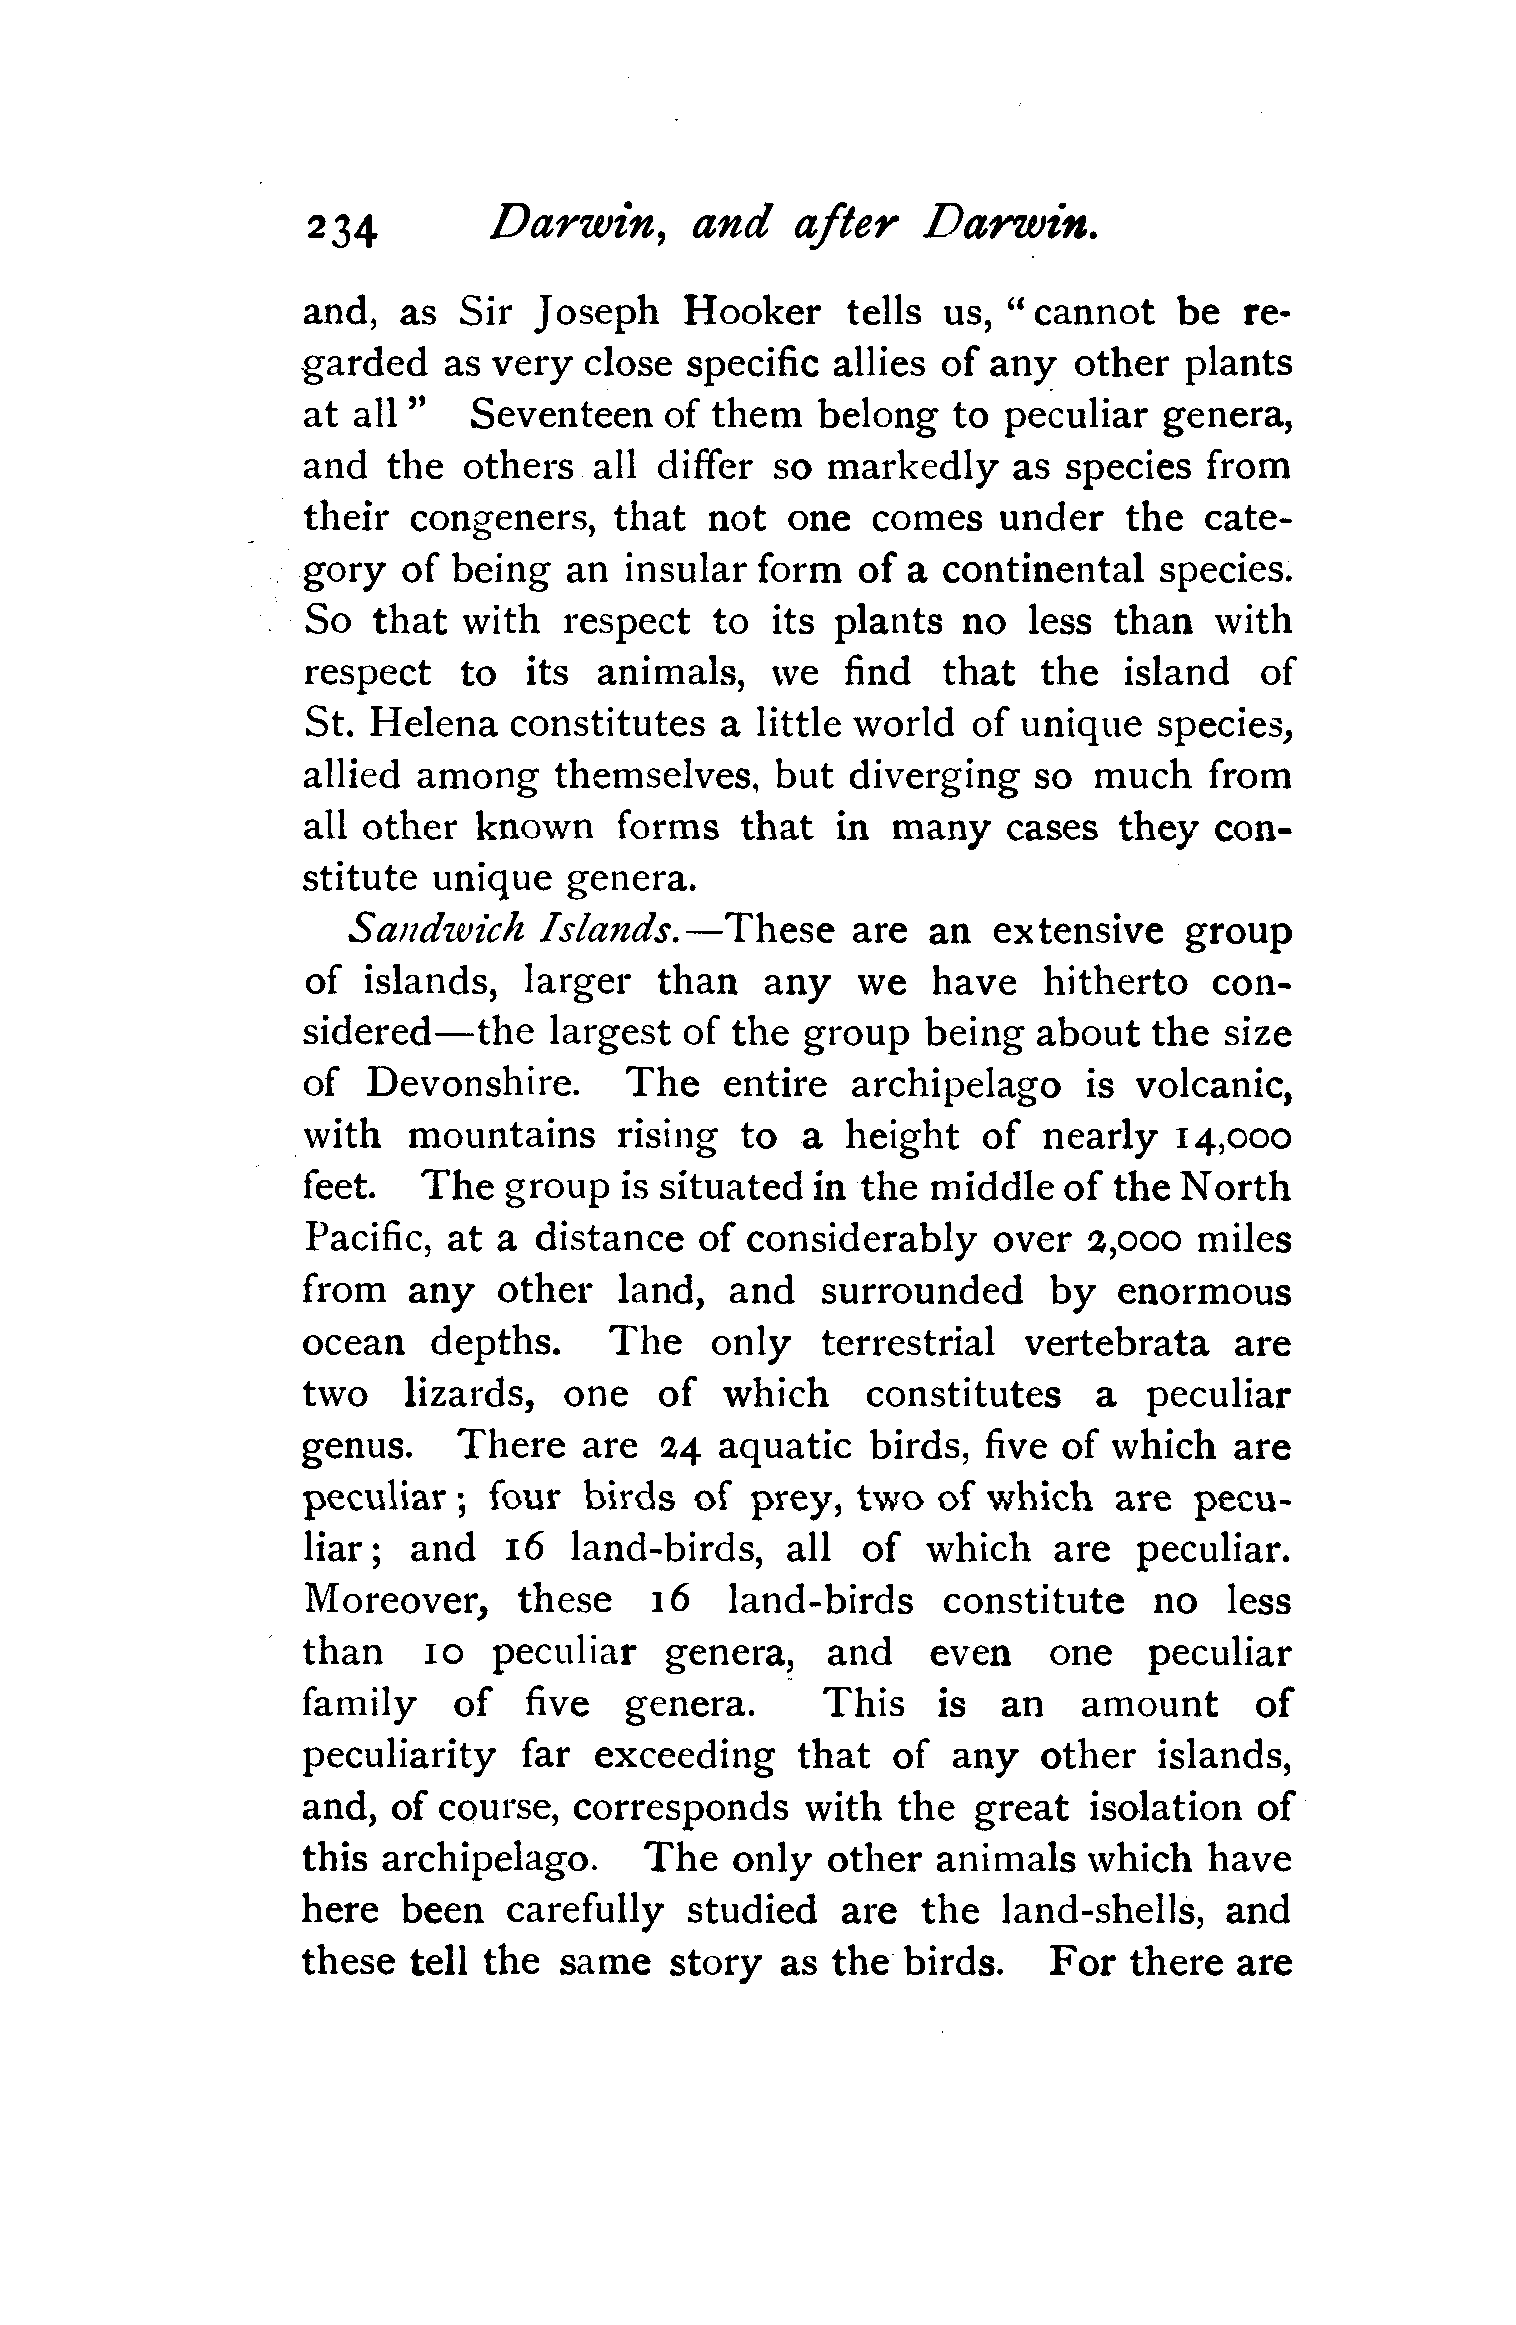 234 Darwin, and after Darwin.
and, as Sir Joseph Hooker tells us, “cannot be re-
garded as very close specific allies of any other plants
at all” Seventeen of them belong to peculiar genera,
and the others all differ so markedly as species from
their congeners, that not one comes under the cate-
gory of being an insular form of a continental species.
So that with respect to its plants no less than with
respect to its animals, we find that the island of
St. Helena constitutes a little world of unique species,
allied among themselves, but diverging so much from
all other known forms that in many cases they con-
stitute unique genera.
Sandwich Islands.—These are an extensive group
of islands, larger than any we have hitherto con-
sidered—the largest of the group being about the size
of Devonshire. The entire archipelago is volcanic,
with mountains rising to a height of nearly 14,000
feet. The group is situated in the middle of the North
Pacific, at a distance of considerably over 2,000 miles
from any other land, and surrounded by enormous
ocean depths. The only terrestrial vertebrata are
two lizards, one of which constitutes a peculiar
genus. There are 24 aquatic birds, five of which are
peculiar; four birds of prey, two of which are pecu-
liar; and 16 land-birds, all of which are peculiar.
Moreover, these 16 land-birds constitute no less
than 10 peculiar genera, and even one peculiar
family of five genera. This is an amount of
peculiarity far exceeding that of any other islands,
and, of course, corresponds with the great isolation of
this archipelago. The only other animals which have
here been carefully studied are the land-shells, and
these tell the same story as the birds. For there are